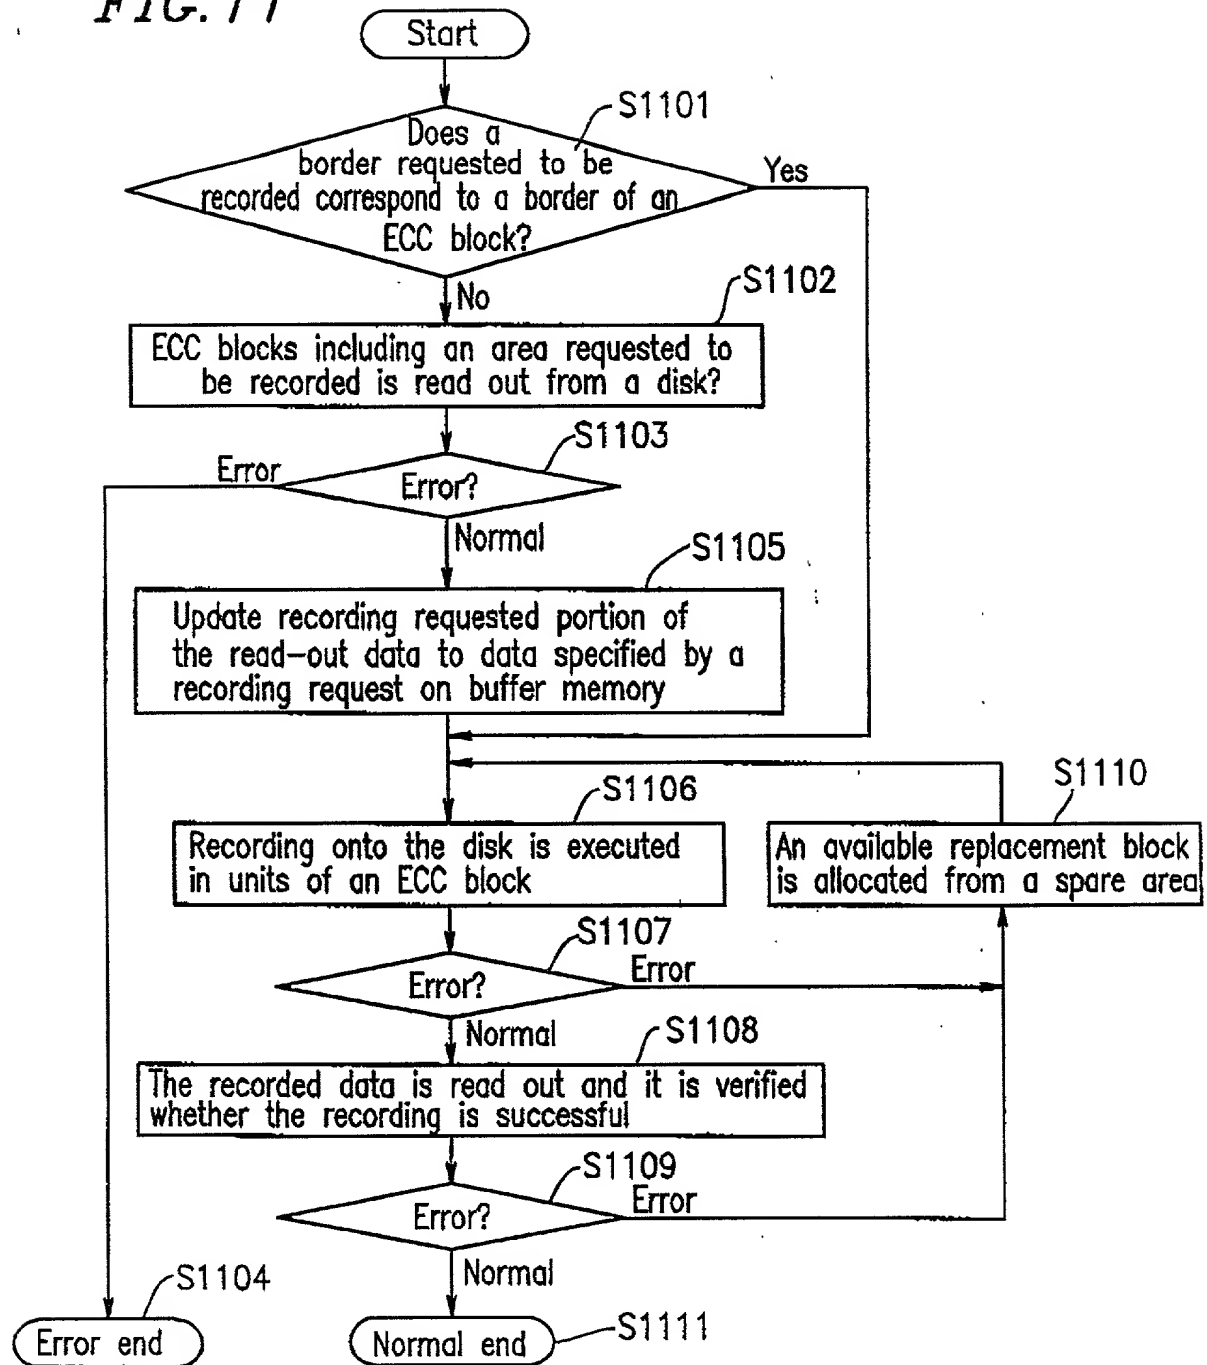 FIG. 11
Start
S1101
Does a
border requested to be
recorded correspond to a border of an
ECC block?
Yes
No
S1102
ECC blocks including an area requested to
be recorded is read out from a disk?
S1103
Error
Error?
Normal
S1105
Update recording requested portion of
the read-out data to data specified by a
recording request on buffer memory
S1106
S1110
Recording onto the disk is executed
in units of an ECC block
An available replacement block
is allocated from a spare area
S1107
Error?
Error
Normal
S1108
The recorded data is read out and it is verified
whether the recording is successful
S1109
Error?
Error
Normal
S1104
Error end
Normal end
S1111